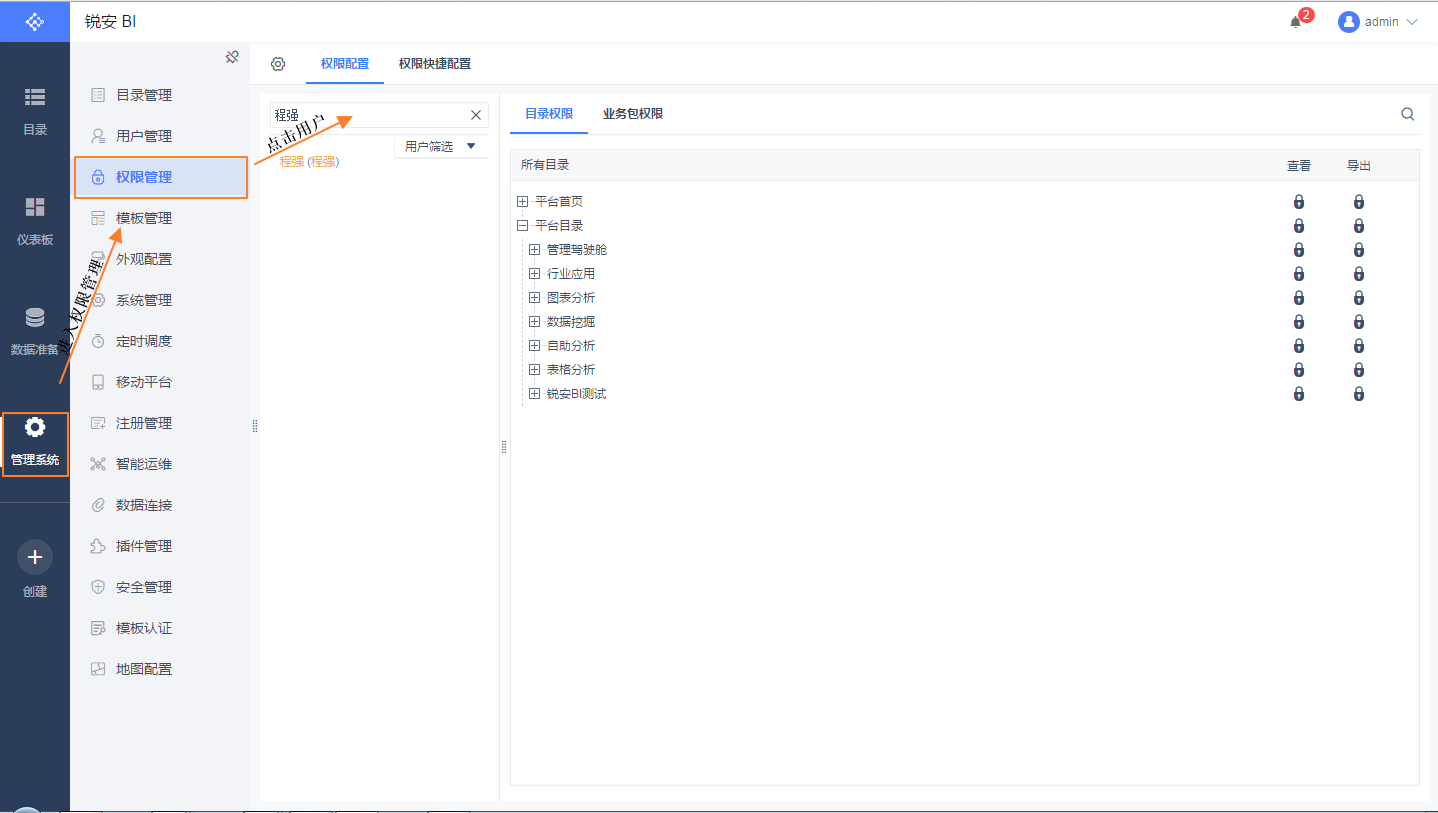 锐安 BI
2
admin
目录
仪表板
数据准备
管理系统
创建
目录管理
用户管理
权限管理
模板管理
外观配置
系统管理
定时调度
移动平台
注册管理
智能运维
数据连接
插件管理
安全管理
模板认证
地图配置
进入权限管理
权限配置
权限快捷配置
程强
点击用户
用户筛选
程强 (程强)
目录权限
业务包权限
所有目录
查看
导出
平台首页
平台目录
管理驾驶舱
行业应用
图表分析
数据挖掘
自助分析
表格分析
锐安BI测试